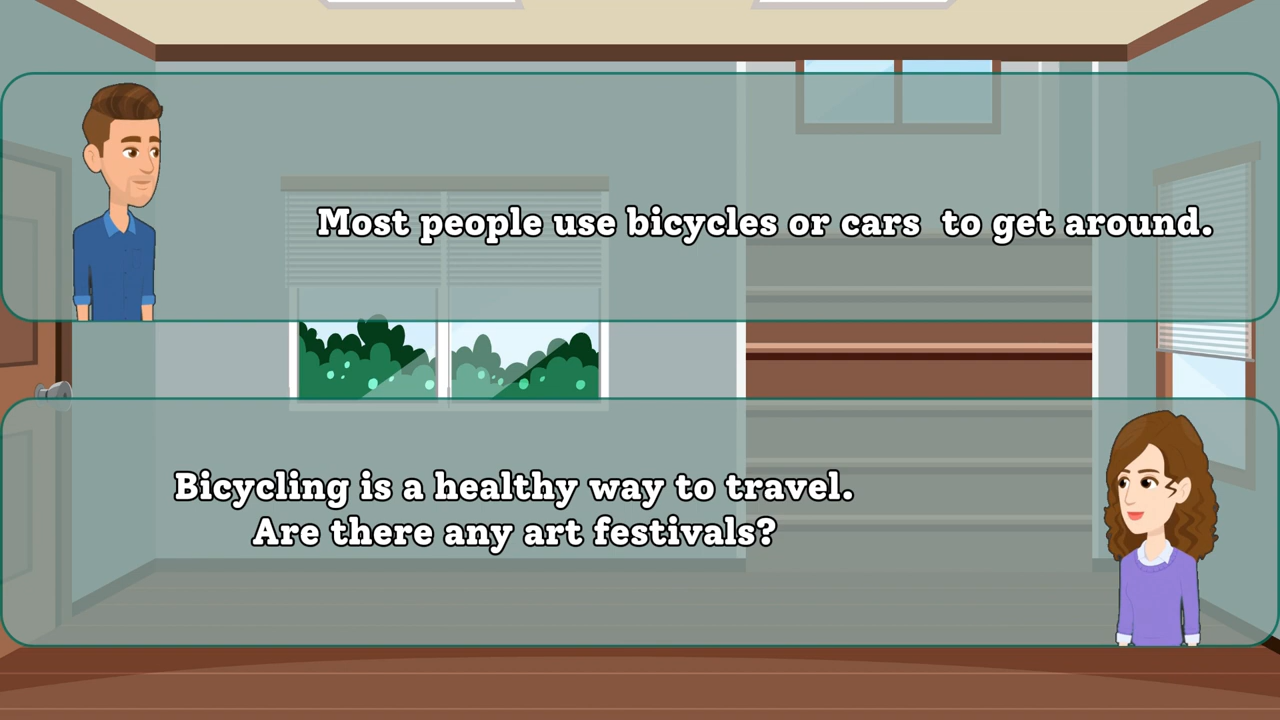 Most people use bicycles or cars  to get around.
Bicycling is a healthy way to travel.
Are there any art festivals?